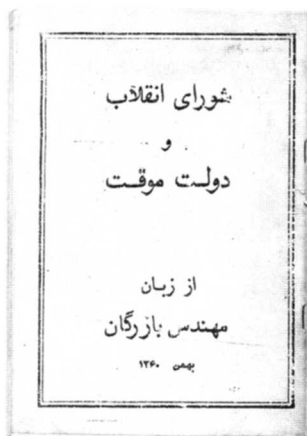 شورای انقلاب
و
دولت موقت
از زبان
مهندس بازرگان
بهمن ۱۳۶۰